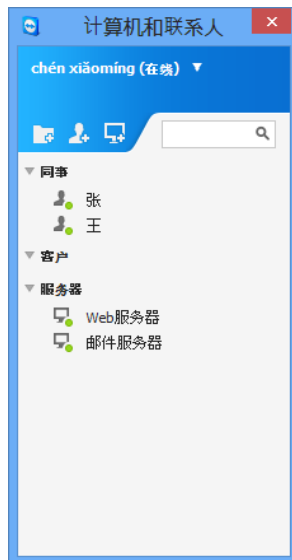 计算机和联系人
chén xiǎomíng (在线)
同事
张
王
客户
服务器
Web服务器
邮件服务器